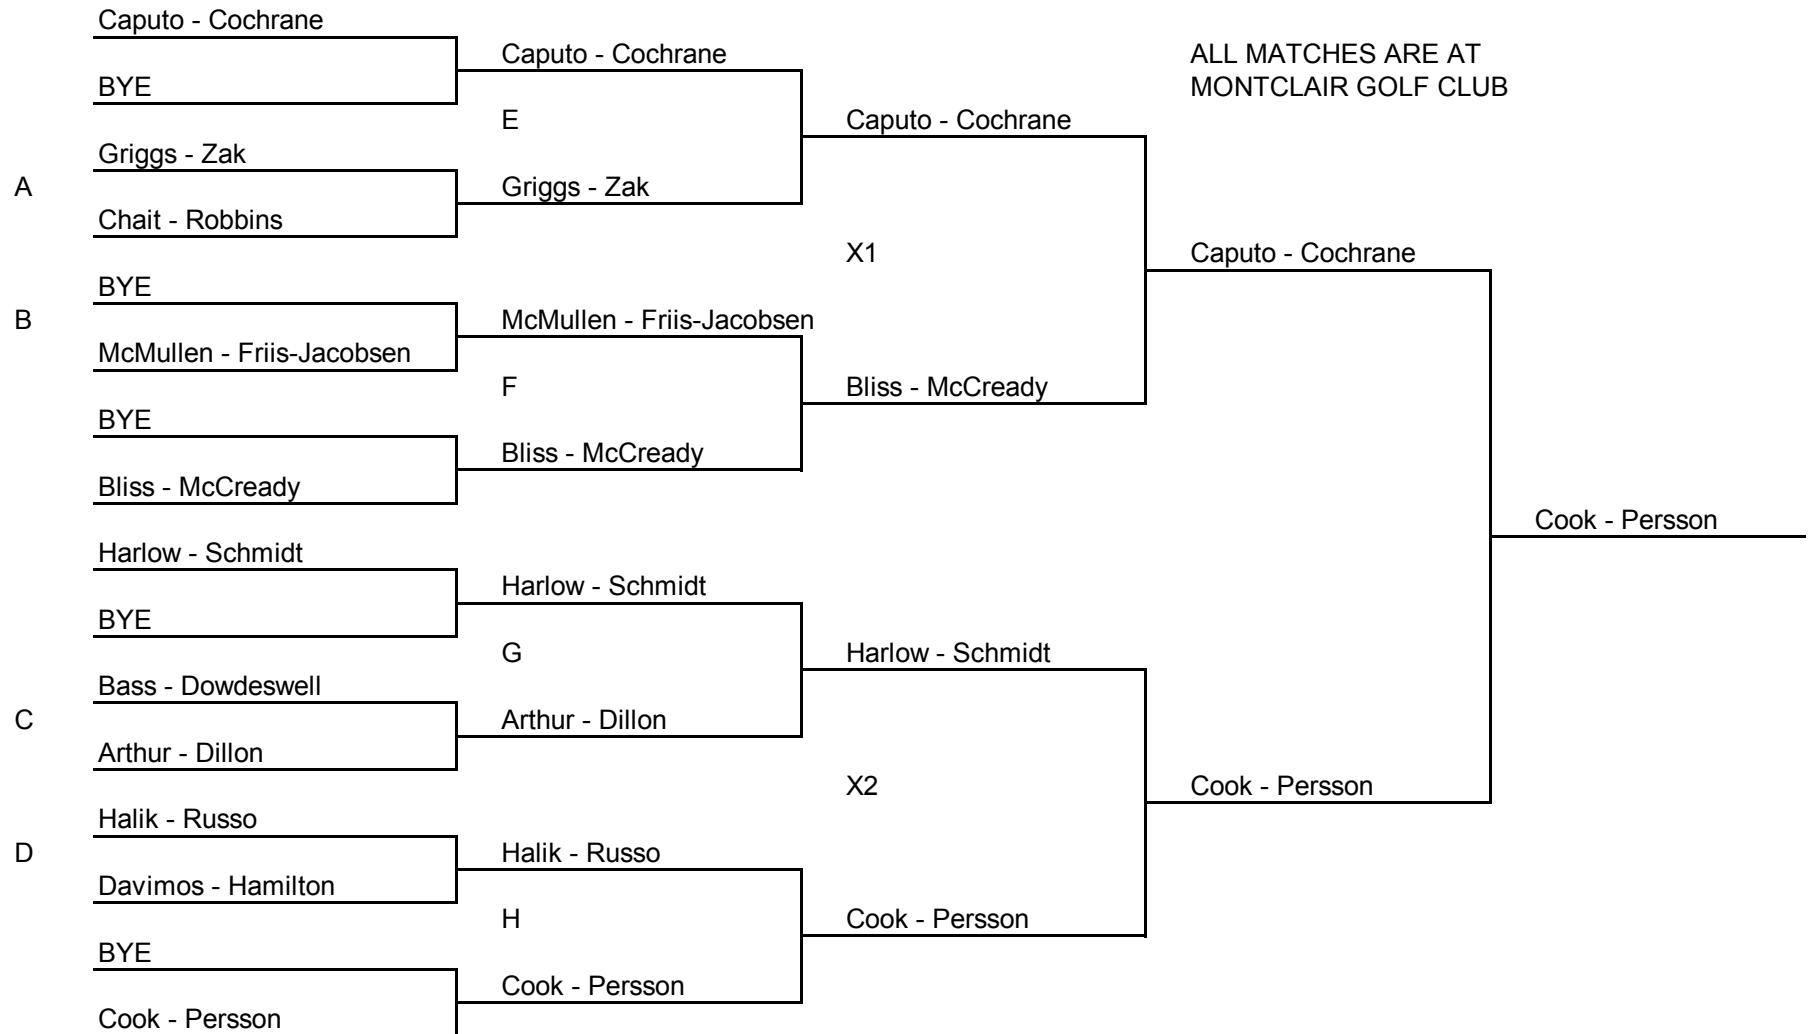 Caputo - Cochrane
Caputo - Cochrane
ALL MATCHES ARE AT
BYE
MONTCLAIR GOLF CLUB
E
Caputo - Cochrane
Griggs - Zak
A
Griggs - Zak
Chait - Robbins
X1
Caputo - Cochrane
BYE
B
McMullen - Friis-Jacobsen
McMullen - Friis-Jacobsen
F
Bliss - McCready
BYE
Bliss - McCready
Bliss - McCready
Cook - Persson
Harlow - Schmidt
Harlow - Schmidt
BYE
G
Harlow - Schmidt
Bass - Dowdeswell
C
Arthur - Dillon
Arthur - Dillon
X2
Cook - Persson
Halik - Russo
D
Halik - Russo
Davimos - Hamilton
H
Cook - Persson
BYE
Cook - Persson
Cook - Persson